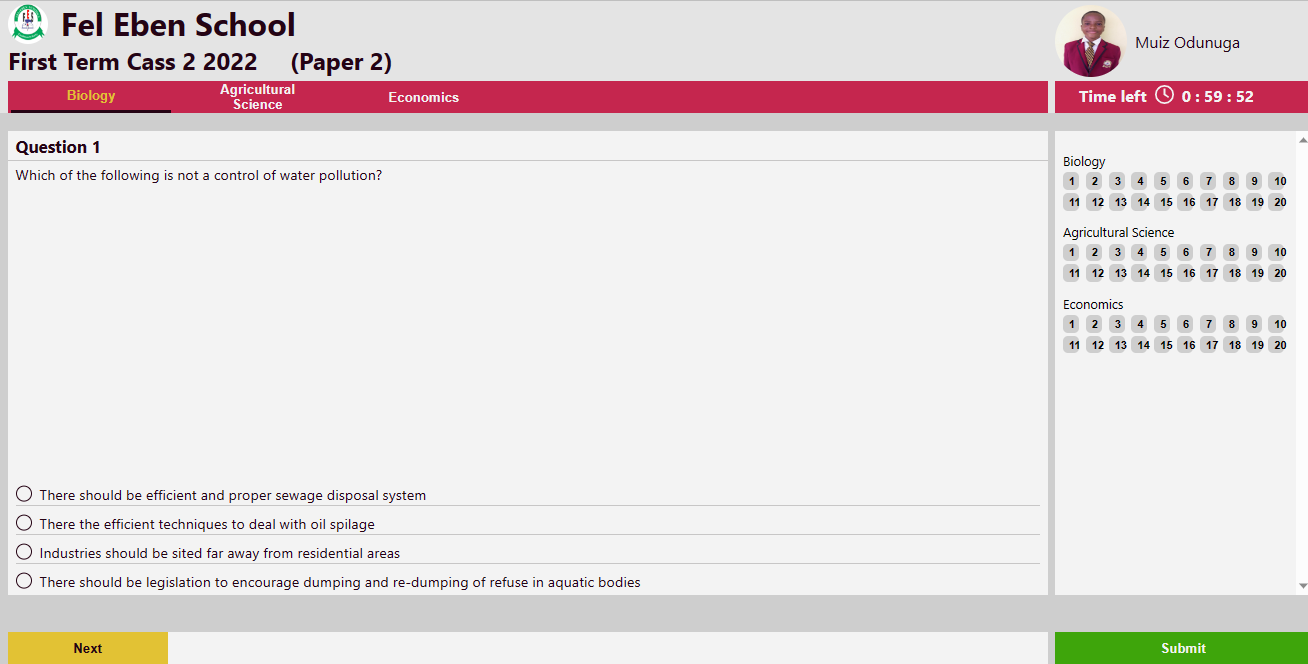 Fel Eben School
First Term Cass 2 2022 (Paper 2)
Muiz Odunuga
Biology
Agricultural
Science
Economics
Time left 0 : 59 : 52
Question 1
Which of the following is not a control of water pollution?
There should be efficient and proper sewage disposal system
There the efficient techniques to deal with oil spilage
Industries should be sited far away from residential areas
There should be legislation to encourage dumping and re-dumping of refuse in aquatic bodies
Biology
1 2 3 4 5 6 7 8 9 10
11 12 13 14 15 16 17 18 19 20
Agricultural Science
1 2 3 4 5 6 7 8 9 10
11 12 13 14 15 16 17 18 19 20
Economics
1 2 3 4 5 6 7 8 9 10
11 12 13 14 15 16 17 18 19 20
Next
Submit